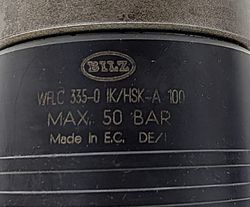 BILZ
WFLC 335-0 IK/HSK-A 100
MAX. 50 BAR
Made in E.C. DE/